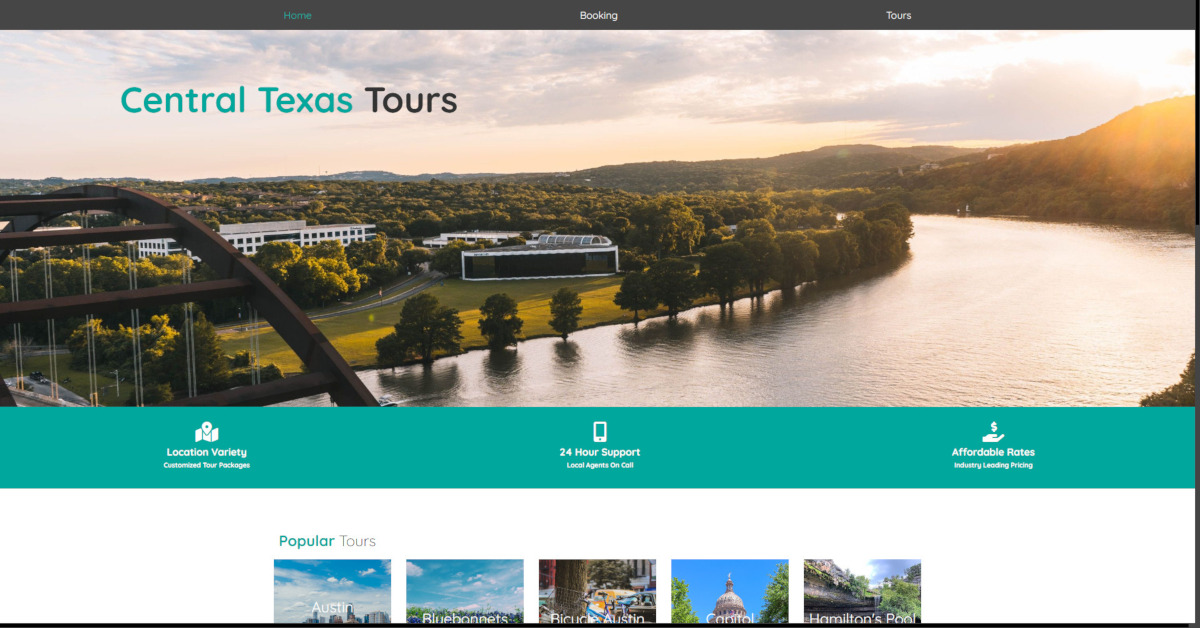 Home Booking Tours
Central Texas Tours
Location Variety
Customized Tour Packages
24 Hour Support
Local Agents On Call
Affordable Rates
Industry Leading Pricing
Popular Tours
Austin
Bluebonnets
Bicycle Austin
Capitol
Hamilton's Pool